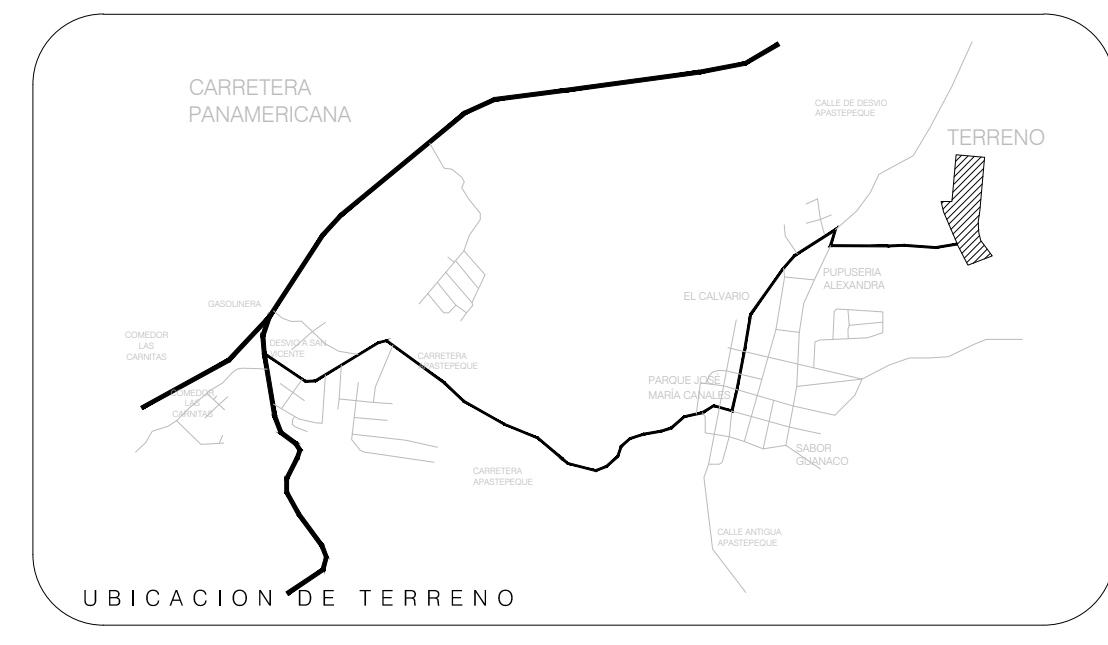 CARRETERA
PANAMERICANA
CALLE DE DESVIO
APASTEPEQUE
TERRENO
PUPUSERIA
ALEXANDRA
EL CALVARIO
GASOLINERA
COMEDOR
LAS
CARNITAS
DESVIO A SAN
VICENTE
CARRETERA
APASTEPEQUE
COMEDOR
LAS
CARNITAS
PARQUE JOSÉ
MARÍA CANALES
SABOR
GUANACO
CARRETERA
APASTEPEQUE
CALLE ANTIGUA
APASTEPEQUE
UBICACION DE TERRENO